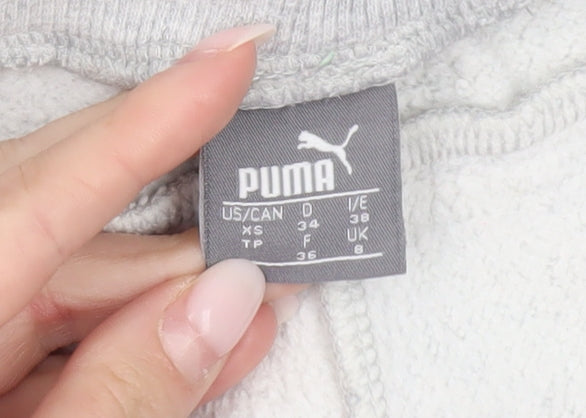 PUMA
US/CAN D I/E
XS 34 38
TP F UK
36 8